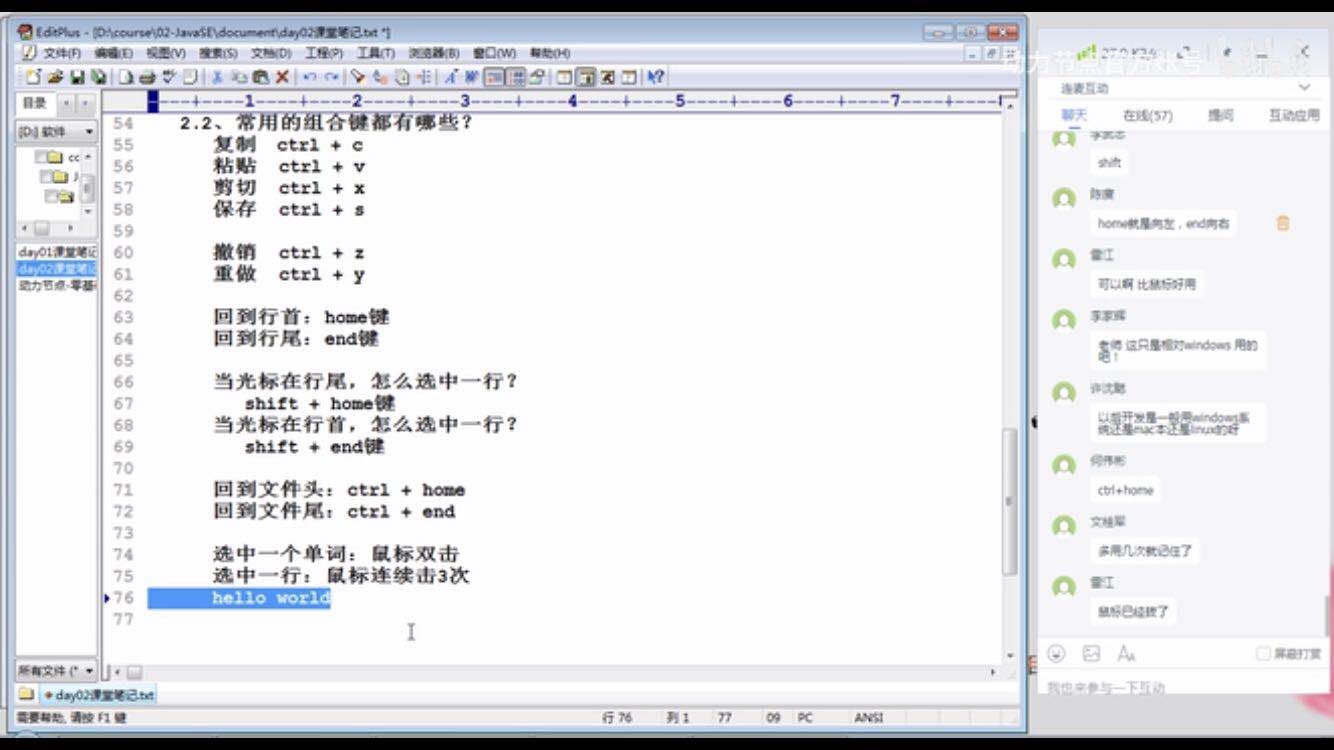 EditPlus - [D:\course\02-JavaSE\document\day02课堂笔记.txt *]
文件(F) 编辑(E) 视图(V) 搜索(S) 文档(D) 工程(P) 工具(T) 浏览器(B) 窗口(W) 帮助(H)
目录
[D:] 软件
day01课堂笔记
day02课堂笔记
动力节点-零基
----+----1----+----2----+----3----+----4----+----5----+----6----+----7----+----
54 2.2、常用的组合键都有哪些？
55 复制 ctrl + c
56 粘贴 ctrl + v
57 剪切 ctrl + x
58 保存 ctrl + s
59
60 撤销 ctrl + z
61 重做 ctrl + y
62
63 回到行首：home键
64 回到行尾：end键
65
66 当光标在行尾，怎么选中一行？
67 shift + home键
68 当光标在行首，怎么选中一行？
69 shift + end键
70
71 回到文件头：ctrl + home
72 回到文件尾：ctrl + end
73
74 选中一个单词：鼠标双击
75 选中一行：鼠标连续击3次
76 hello world
77
所有文件 (*
day02课堂笔记.txt
需要帮助, 请按 F1 键 行 76 列 1 77 09 PC ANSI
连麦互动
聊天 在线(57) 提问 互动应用
shift
陈康
home就是向左，end向右
雷江
可以啊 比鼠标好用
李家辉
老师 这只是相对windows 用的
吧！
许沈聪
以后开发是一般用windows系
统还是mac本还是linux的呀
何伟彬
ctrl+home
文桂军
多用几次就记住了
雷江
鼠标已经拔了
屏蔽打赏
我也来参与一下互动